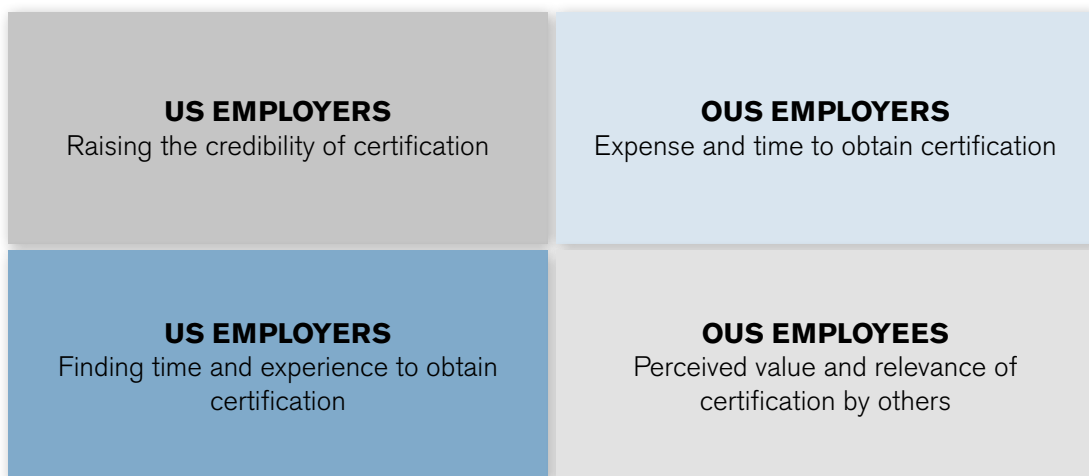 US EMPLOYERS
Raising the credibility of certification
OUS EMPLOYERS
Expense and time to obtain certification
US EMPLOYERS
Finding time and experience to obtain
certification
OUS EMPLOYEES
Perceived value and relevance of
certification by others